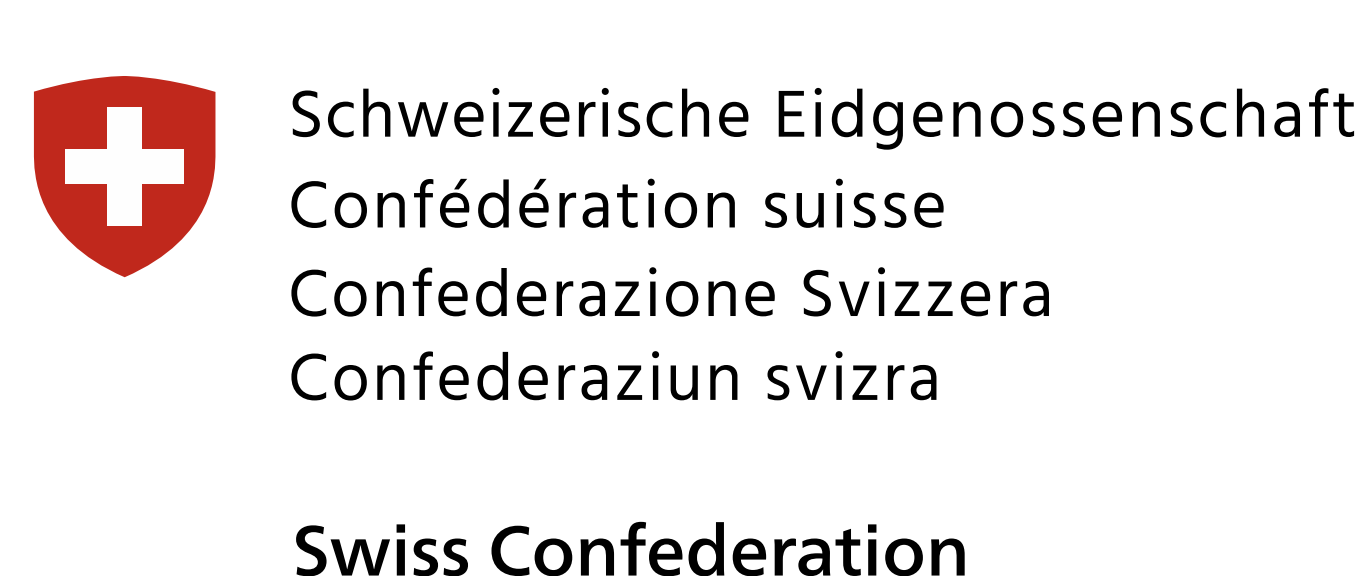 Schweizerische Eidgenossenschaft
Confédération suisse
Confederazione Svizzera
Confederaziun svizra
Swiss Confederation